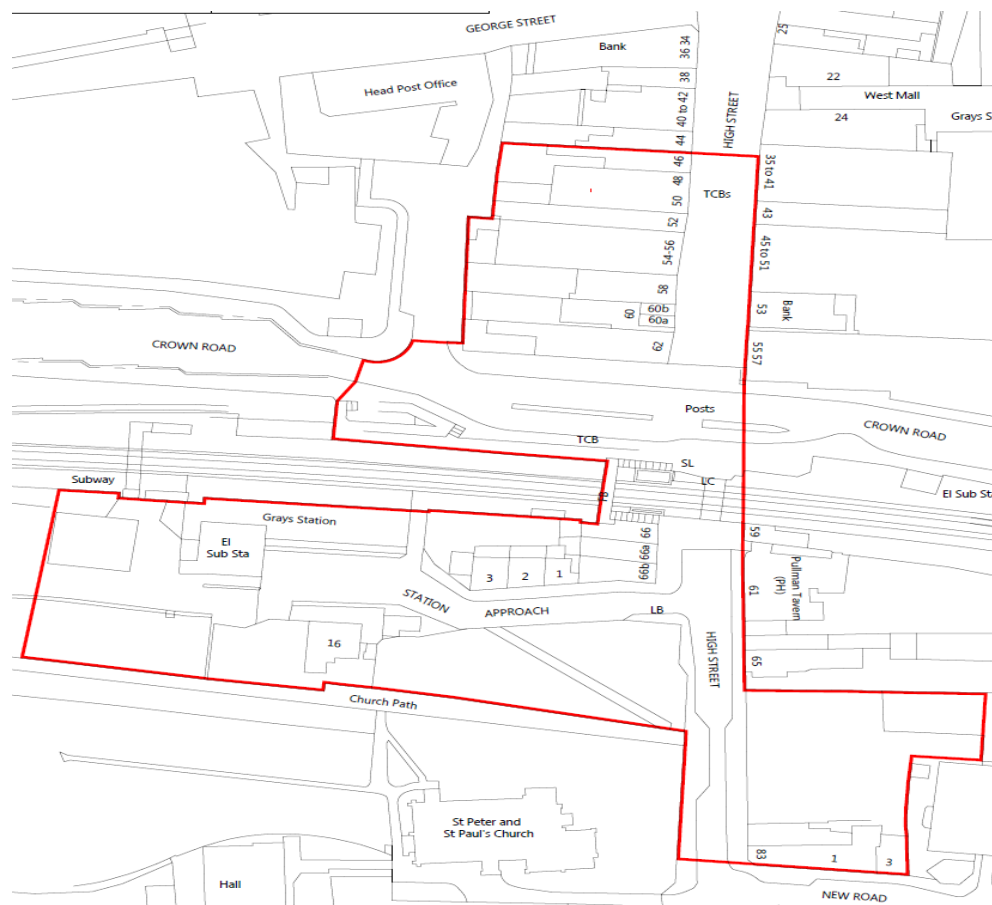 GEORGE STREET
Bank
36 34
25
Head Post Office
38
22
West Mall
40 to 42
24
Grays S
HIGH STREET
44
46
35 to 41
48
TCBs
50
43
52
54-56
45 to 51
58
60b
60
60a
53
Bank
62
55 57
CROWN ROAD
Posts
CROWN ROAD
TCB
SL
LC
El Sub Sta
Subway
FB
Grays Station
El
Sub Sta
66
66a
66b
59
Pullman Tavern
(PH)
3
2
1
61
STATION
APPROACH
LB
16
HIGH STREET
65
Church Path
St Peter and
St Paul's Church
83
1
3
Hall
NEW ROAD